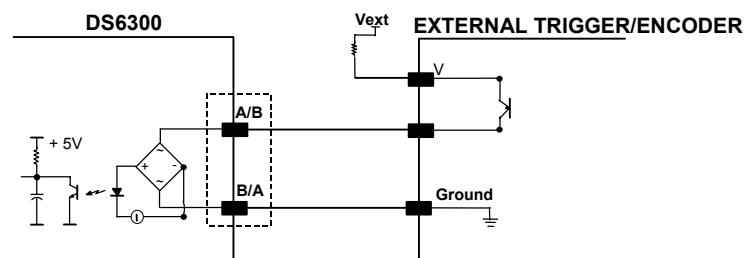 DS6300
Vext
EXTERNAL TRIGGER/ENCODER
V
A/B
+ 5V
~
+
-
~
I
B/A
Ground